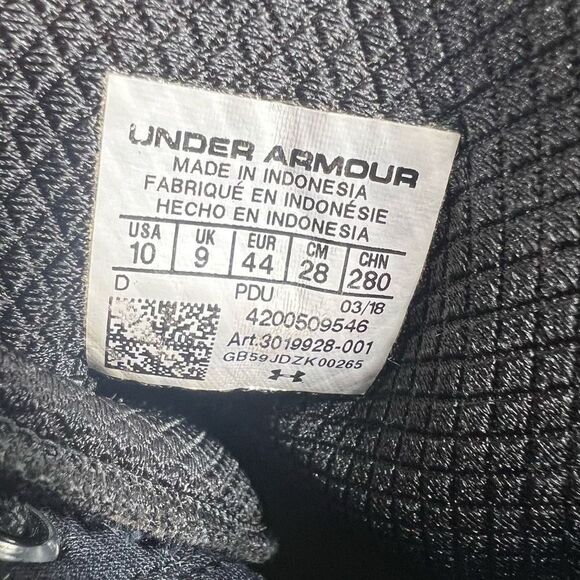 UNDER ARMOUR
MADE IN INDONESIA
FABRIQUÉ EN INDONÉSIE
HECHO EN INDONESIA
USA UK EUR CM CHN
10 9 44 28 280
D PDU 03/18
4200509546
Art.3019928-001
GB59JDZK00265